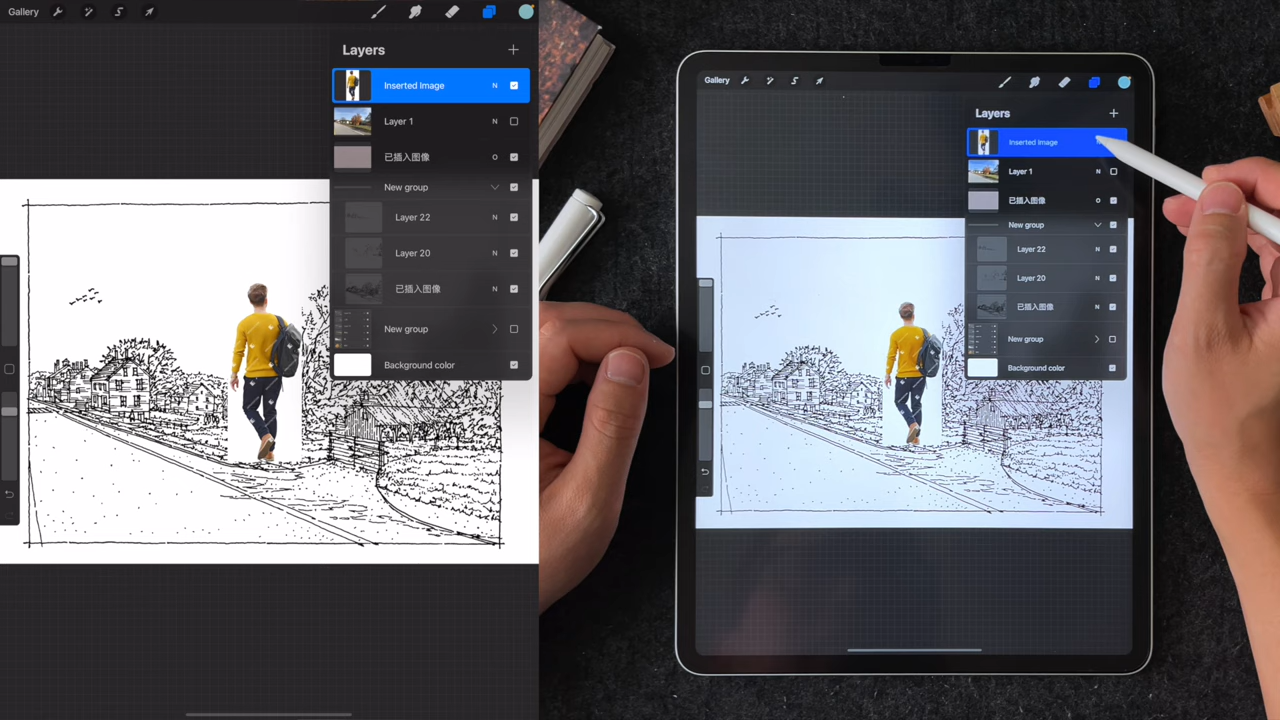 Gallery
Layers
Inserted Image N
Layer 1 N
已插入图像 O
New group
Layer 22 N
Layer 20 N
已插入图像 N
New group
Background color
Gallery
Layers
Inserted Image
Layer 1 N
已插入图像 O
New group
Layer 22 N
Layer 20 N
已插入图像 N
New group
Background color